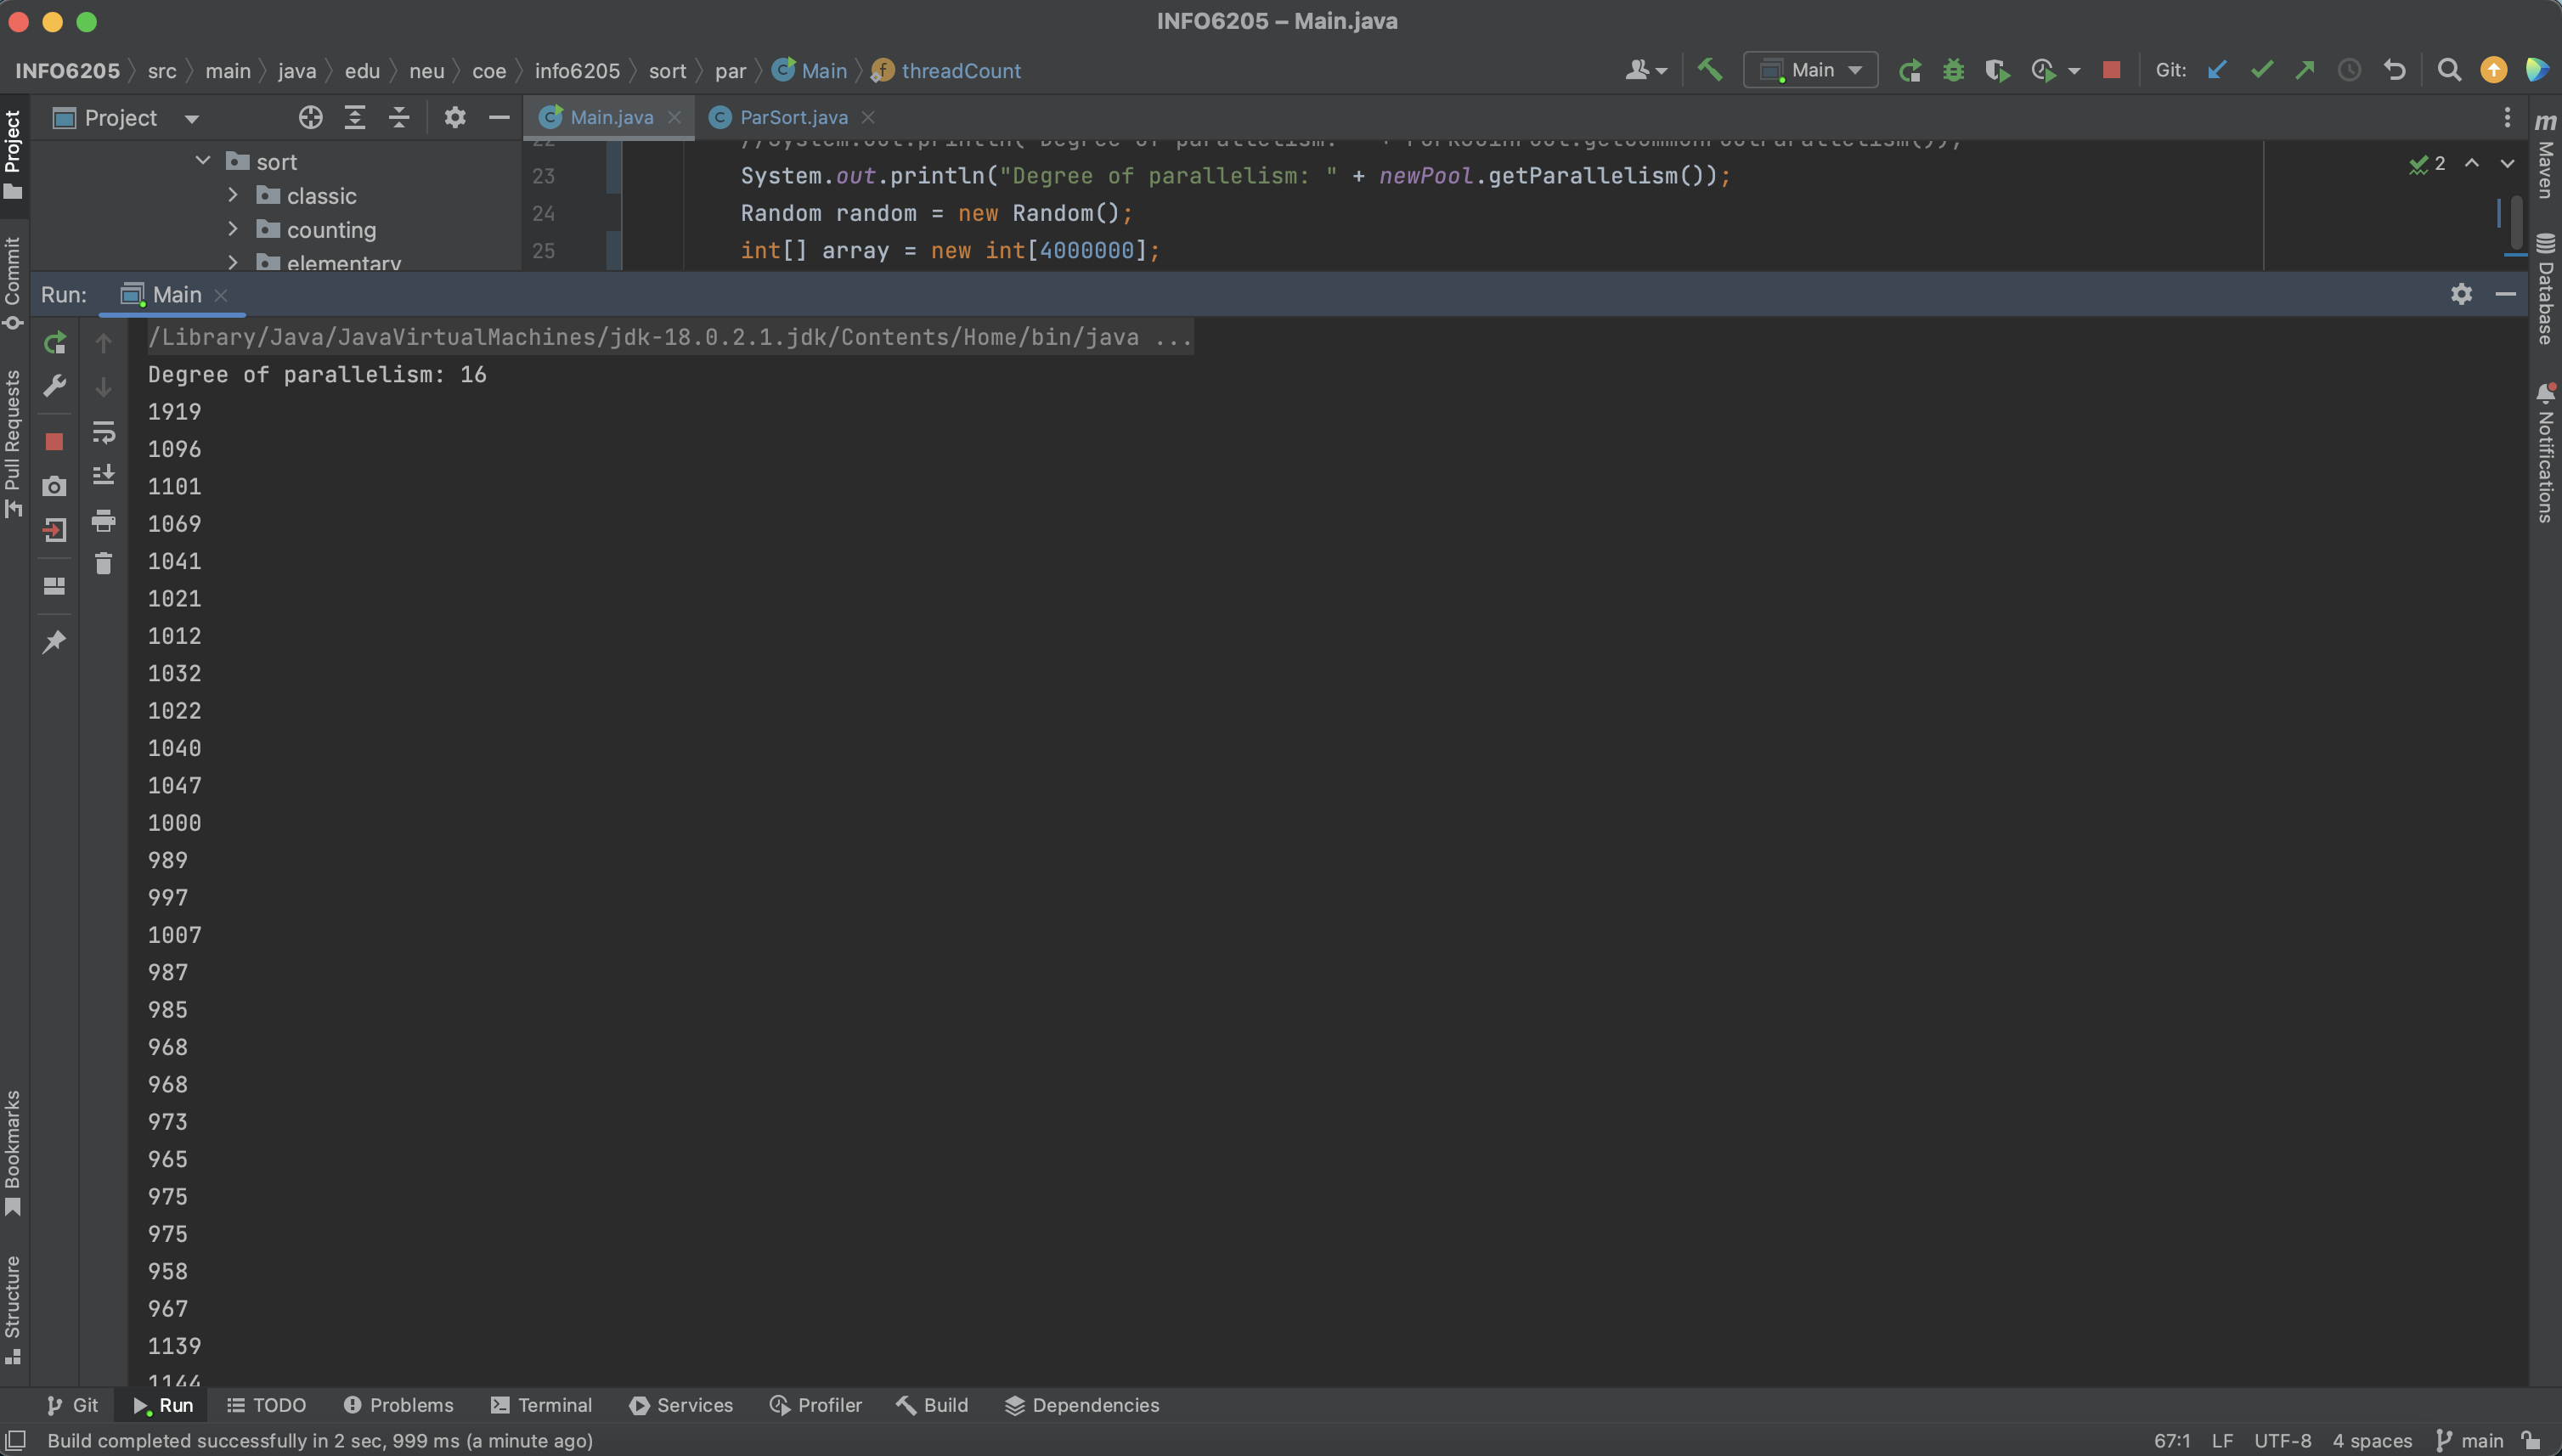 INFO6205 – Main.java
INFO6205 src main java edu neu coe info6205 sort par Main threadCount
Main
Git:
Project
Main.java
ParSort.java
sort
classic
counting
elementary
23 System.out.println("Degree of parallelism: " + newPool.getParallelism());
24 Random random = new Random();
25 int[] array = new int[4000000];
2
Run: Main
/Library/Java/JavaVirtualMachines/jdk-18.0.2.1.jdk/Contents/Home/bin/java ...
Degree of parallelism: 16
1919
1096
1101
1069
1041
1021
1012
1032
1022
1040
1047
1000
989
997
1007
987
985
968
968
973
965
975
975
958
967
1139
1144
Project
Commit
Pull Requests
Bookmarks
Structure
m Maven
Database
Notifications
Git Run TODO Problems Terminal Services Profiler Build Dependencies
Build completed successfully in 2 sec, 999 ms (a minute ago)
67:1 LF UTF-8 4 spaces main